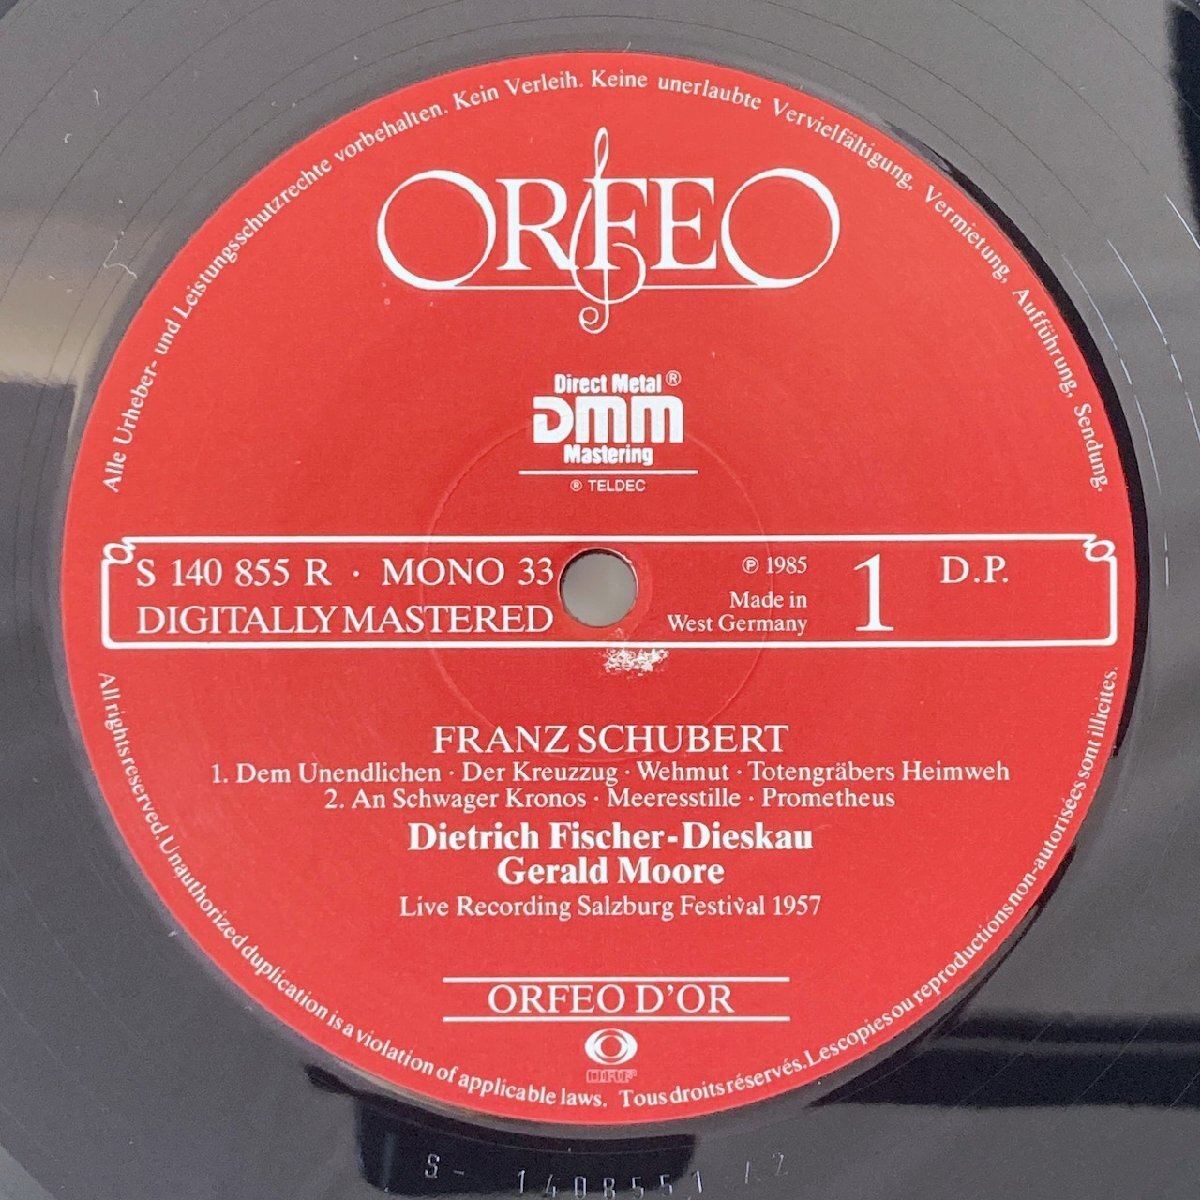 Alle Urheber- und Leistungsschutzrechte vorbehalten. Kein Verleih. Keine unerlaubte Vervielfältigung, Vermietung, Aufführung, Sendung.
ORFEO
Direct Metal ®
DMM
Mastering
® TELDEC
S 140 855 R · MONO 33
DIGITALLY MASTERED
℗ 1985
Made in
West Germany
1
D.P.
FRANZ SCHUBERT
1. Dem Unendlichen · Der Kreuzzug · Wehmut · Totengräbers Heimweh
2. An Schwager Kronos · Meeresstille · Prometheus
Dietrich Fischer-Dieskau
Gerald Moore
Live Recording Salzburg Festival 1957
ORFEO D'OR
ORF
All rights reserved. Unauthorized duplication is a violation of applicable laws. Tous droits réservés. Les copies ou reproductions non-autorisées sont illicites.
S- 1408551 /2